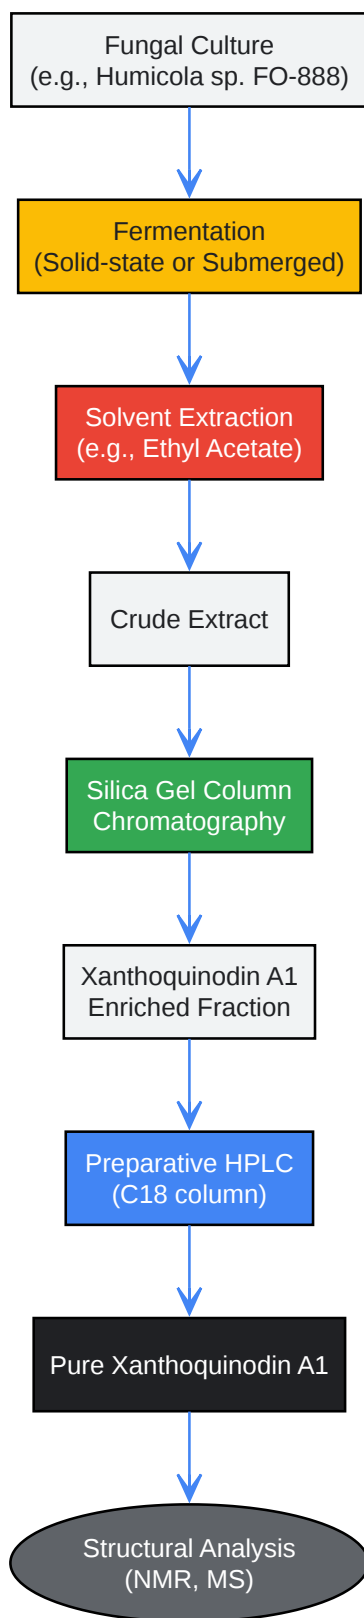 Fungal Culture
(e.g., Humicola sp. FO-888)
Fermentation
(Solid-state or Submerged)
Solvent Extraction
(e.g., Ethyl Acetate)
Crude Extract
Silica Gel Column
Chromatography
Xanthoquinodin A1
Enriched Fraction
Preparative HPLC
(C18 column)
Pure Xanthoquinodin A1
Structural Analysis
(NMR, MS)